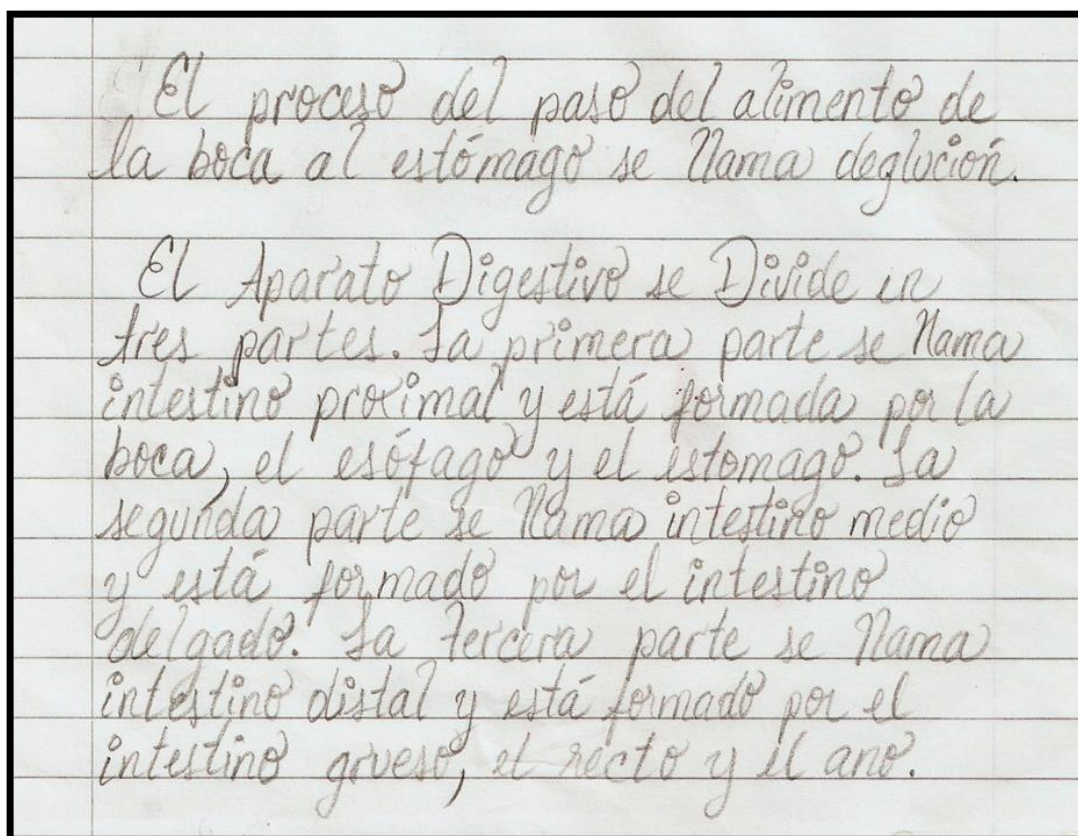 El proceso del paso del alimento de
la boca al estómago se llama deglución.
El Aparato Digestivo se Divide en
tres partes. La primera parte se llama
intestino proximal y está formada por la
boca, el esófago y el estomago. La
segunda parte se llama intestino medio
y está formado por el intestino
delgado. La tercera parte se llama
intestino distal y está formado por el
intestino grueso, el recto y el ano.